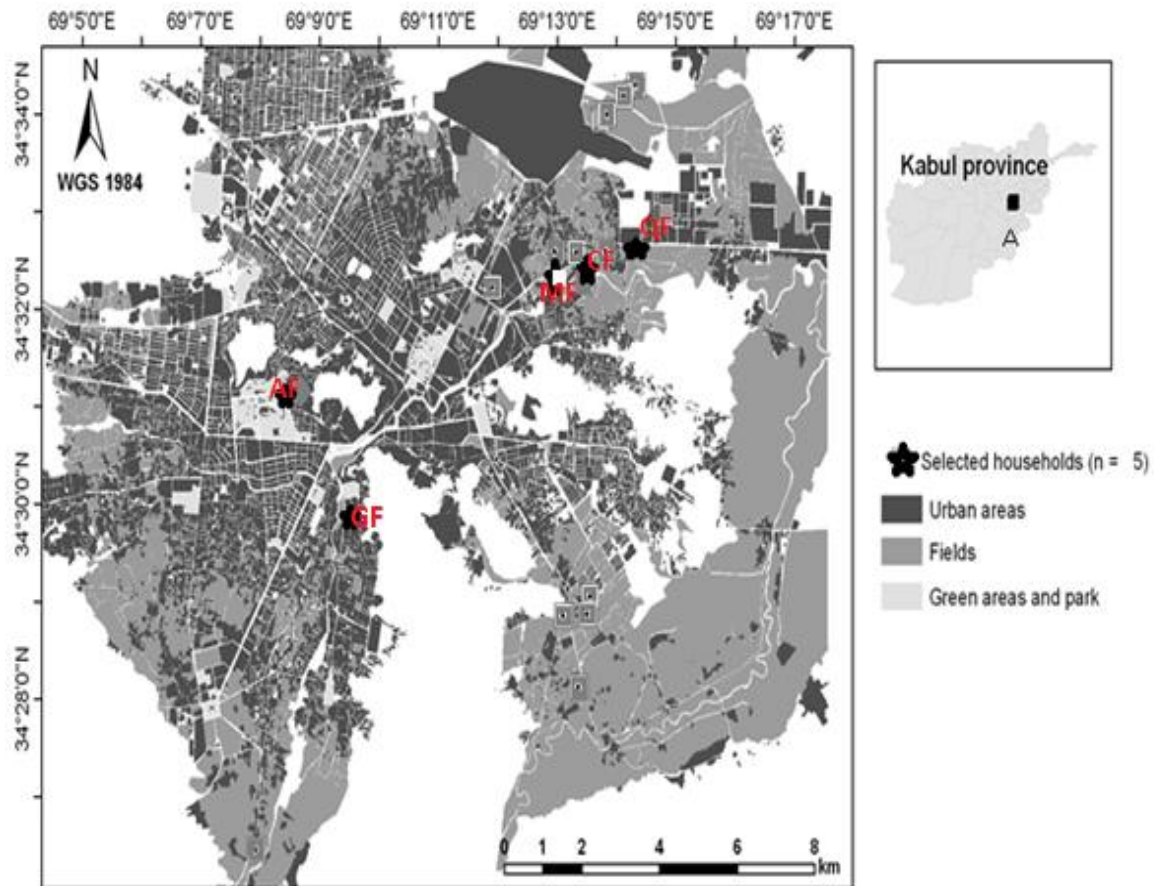 69°5'0"E 69°7'0"E 69°9'0"E 69°11'0"E 69°13'0"E 69°15'0"E 69°17'0"E
34°34'0"N
34°32'0"N
34°30'0"N
34°28'0"N
N
WGS 1984
CF
MF
AF
GF
0 1 2 4 6 8
km
Kabul province
A
Selected households (n = 5)
Urban areas
Fields
Green areas and park